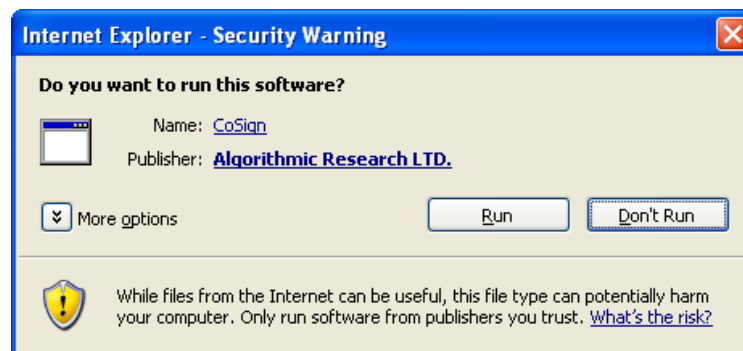 Internet Explorer - Security Warning
Do you want to run this software?
Name: CoSign
Publisher: Algorithmic Research LTD.
More options
Run
Don't Run
While files from the Internet can be useful, this file type can potentially harm
your computer. Only run software from publishers you trust. What's the risk?